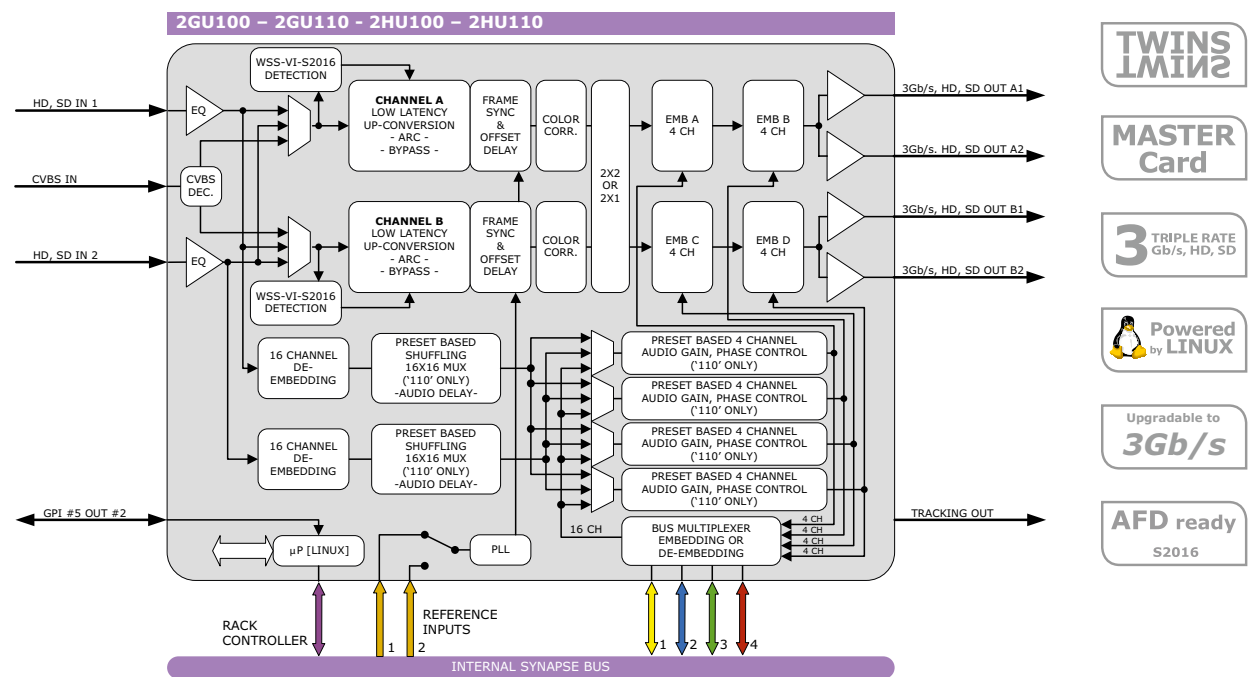 2GU100 – 2GU110 - 2HU100 – 2HU110
HD, SD IN 1
CVBS IN
HD, SD IN 2
GPI #5 OUT #2
EQ
CVBS
DEC.
EQ
WSS-VI-S2016
DETECTION
CHANNEL A
LOW LATENCY
UP-CONVERSION
- ARC -
- BYPASS -
FRAME
SYNC
&
OFFSET
DELAY
COLOR
CORR.
CHANNEL B
LOW LATENCY
UP-CONVERSION
- ARC -
- BYPASS -
FRAME
SYNC
&
OFFSET
DELAY
COLOR
CORR.
WSS-VI-S2016
DETECTION
2X2
OR
2X1
EMB A
4 CH
EMB B
4 CH
EMB C
4 CH
EMB D
4 CH
3Gb/s, HD, SD OUT A1
3Gb/s. HD, SD OUT A2
3Gb/s, HD, SD OUT B1
3Gb/s, HD, SD OUT B2
16 CHANNEL
DE-
EMBEDDING
PRESET BASED
SHUFFLING
16X16 MUX
(‘110’ ONLY)
-AUDIO DELAY-
16 CHANNEL
DE-
EMBEDDING
PRESET BASED
SHUFFLING
16X16 MUX
(‘110’ ONLY)
-AUDIO DELAY-
PRESET BASED 4 CHANNEL
AUDIO GAIN, PHASE CONTROL
(‘110’ ONLY)
PRESET BASED 4 CHANNEL
AUDIO GAIN, PHASE CONTROL
(‘110’ ONLY)
PRESET BASED 4 CHANNEL
AUDIO GAIN, PHASE CONTROL
(‘110’ ONLY)
PRESET BASED 4 CHANNEL
AUDIO GAIN, PHASE CONTROL
(‘110’ ONLY)
16 CH
BUS MULTIPLEXER
EMBEDDING OR
DE-EMBEDDING
4 CH
4 CH
4 CH
4 CH
TRACKING OUT
µP [LINUX]
PLL
RACK
CONTROLLER
REFERENCE
INPUTS
1
2
1
2
3
4
INTERNAL SYNAPSE BUS
TWINS
TWINS
MASTER
Card
3 TRIPLE RATE
Gb/s, HD, SD
Powered
by LINUX
Upgradable to
3Gb/s
AFD ready
S2016